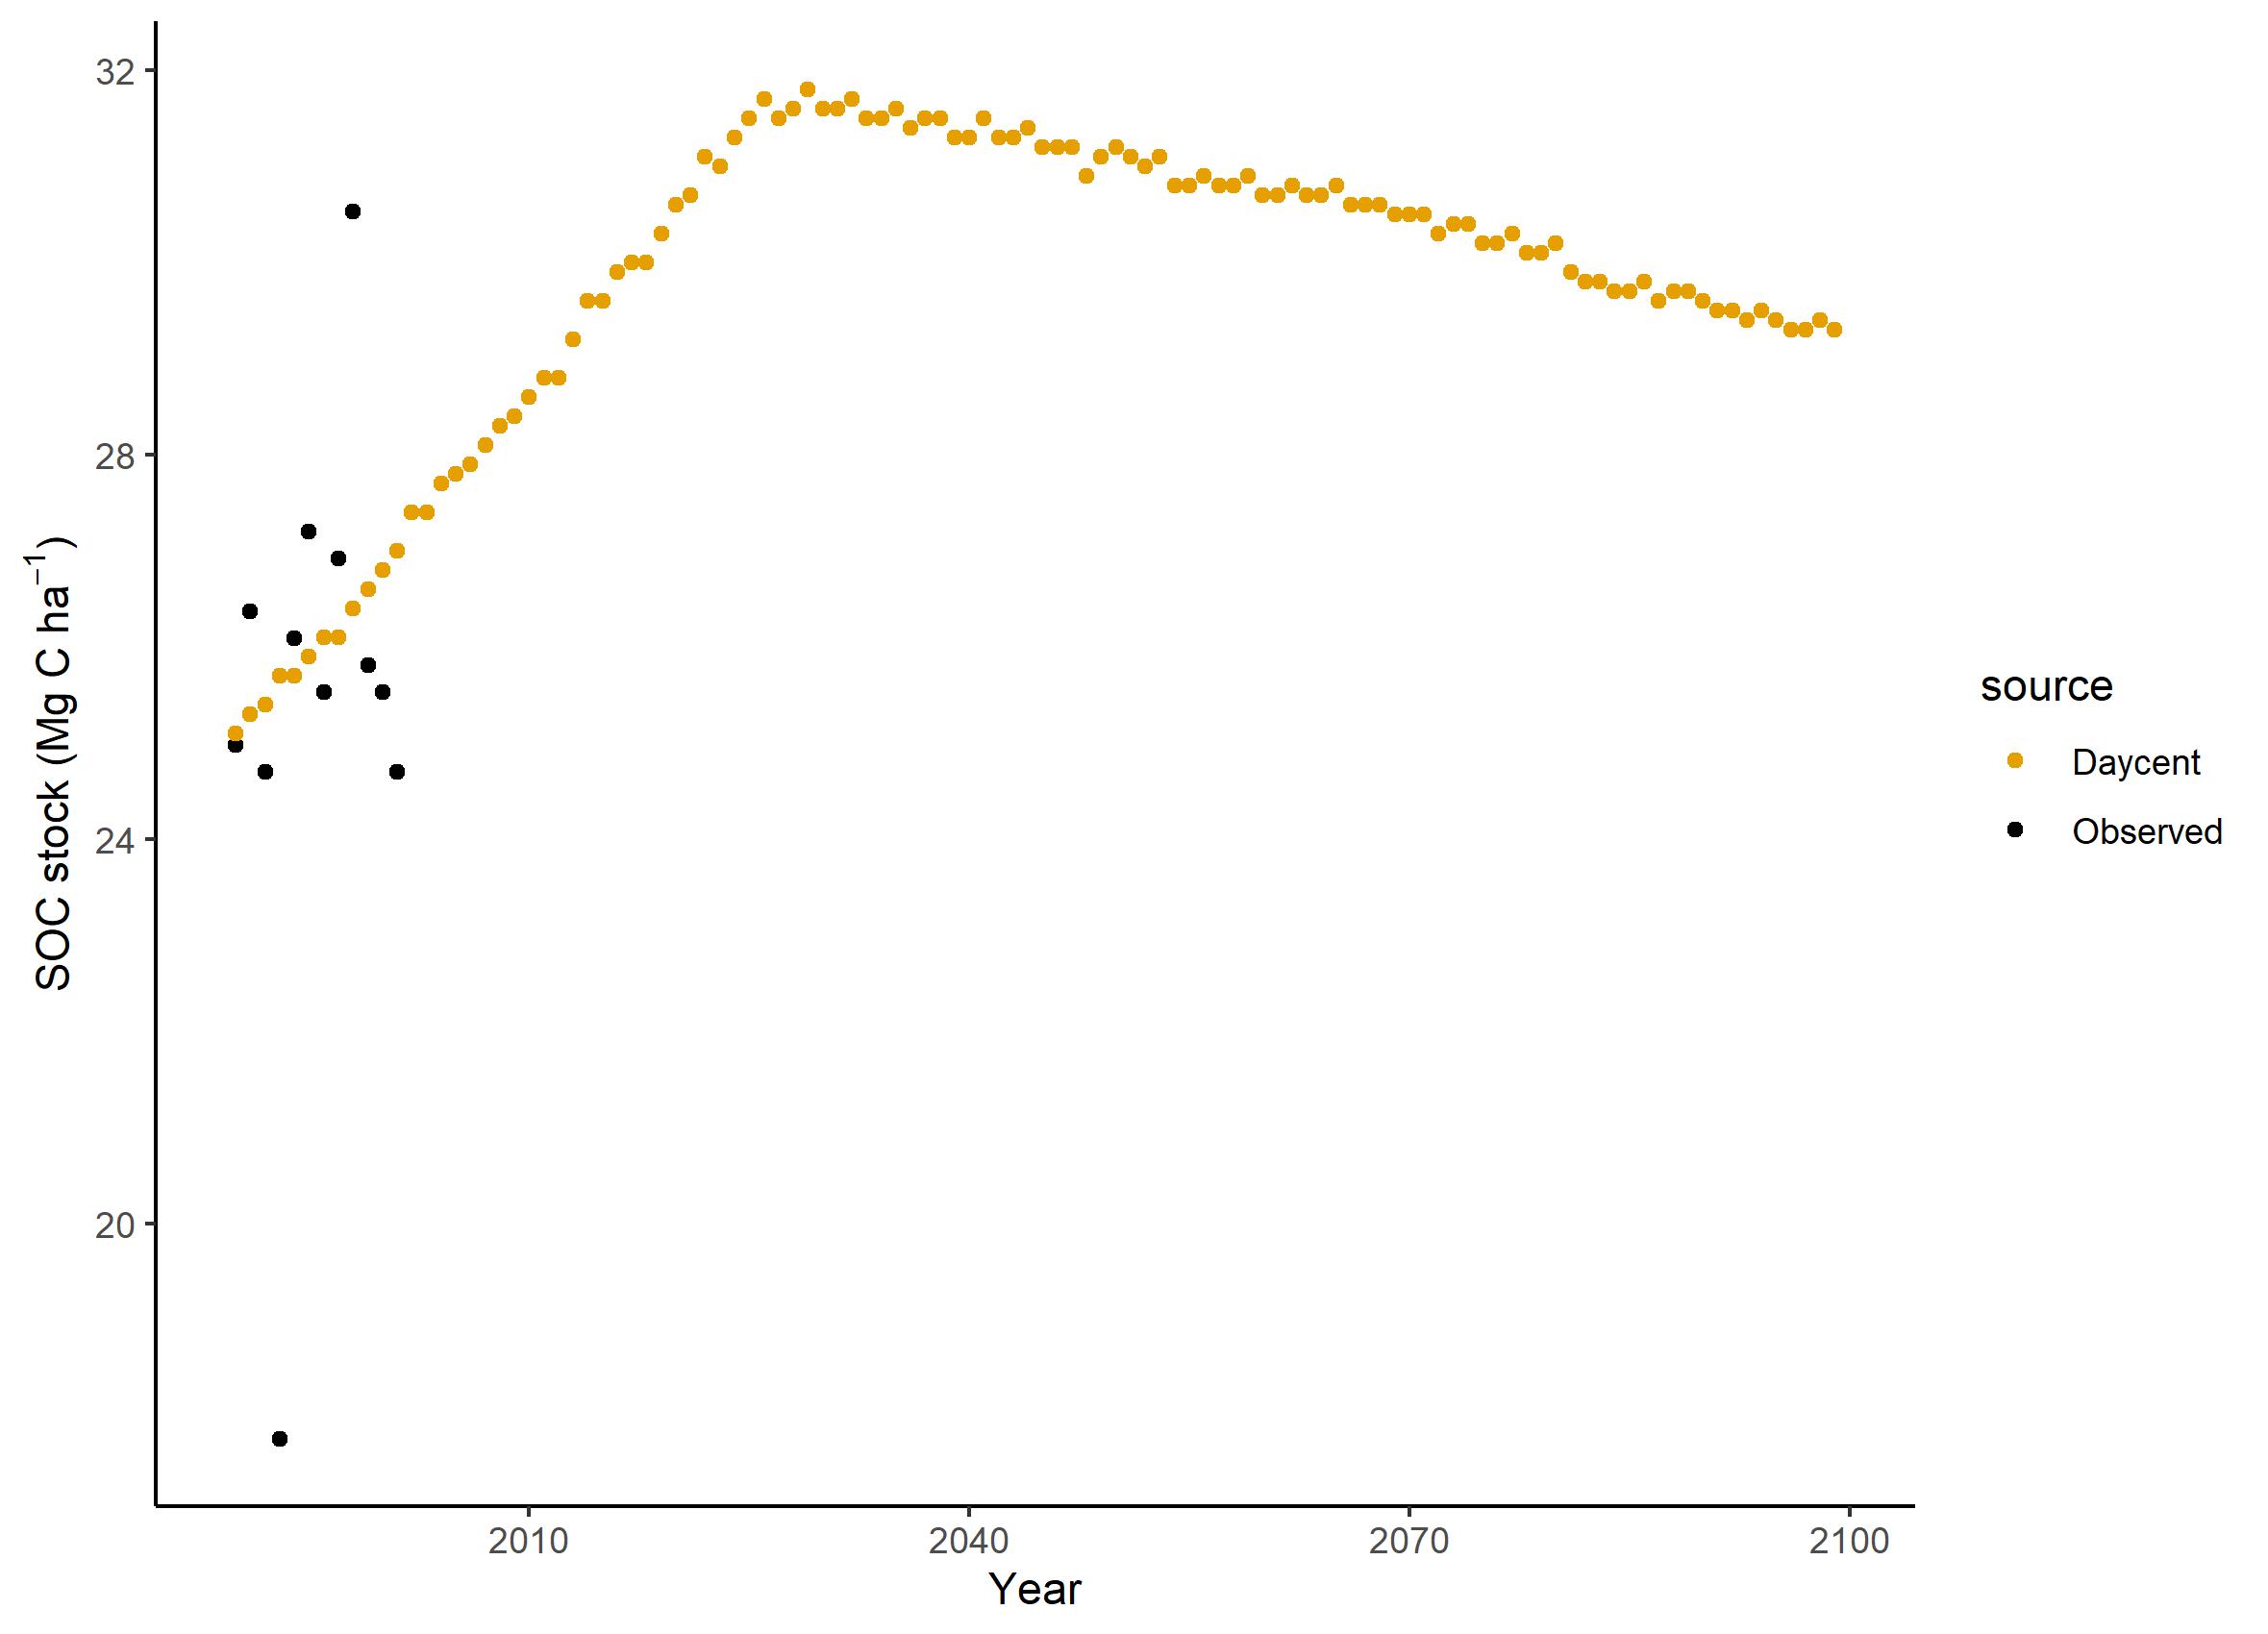 32
28
24
20
SOC stock (Mg C ha⁻¹)
2010 2040 2070 2100
Year
source
Daycent
Observed